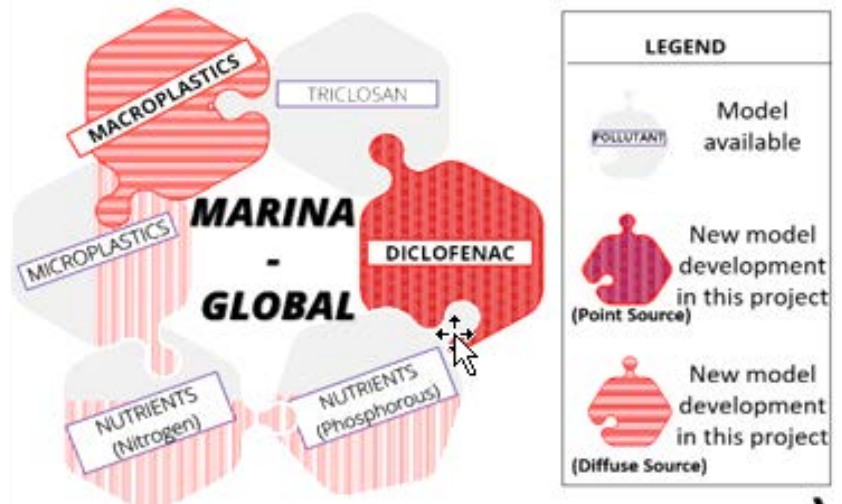 MACROPLASTICS
TRICLOSAN
MICROPLASTICS
MARINA
-
GLOBAL
DICLOFENAC
NUTRIENTS
(Nitrogen)
NUTRIENTS
(Phosphorous)
LEGEND
POLLUTANT
Model
available
New model
development
in this project
(Point Source)
New model
development
in this project
(Diffuse Source)